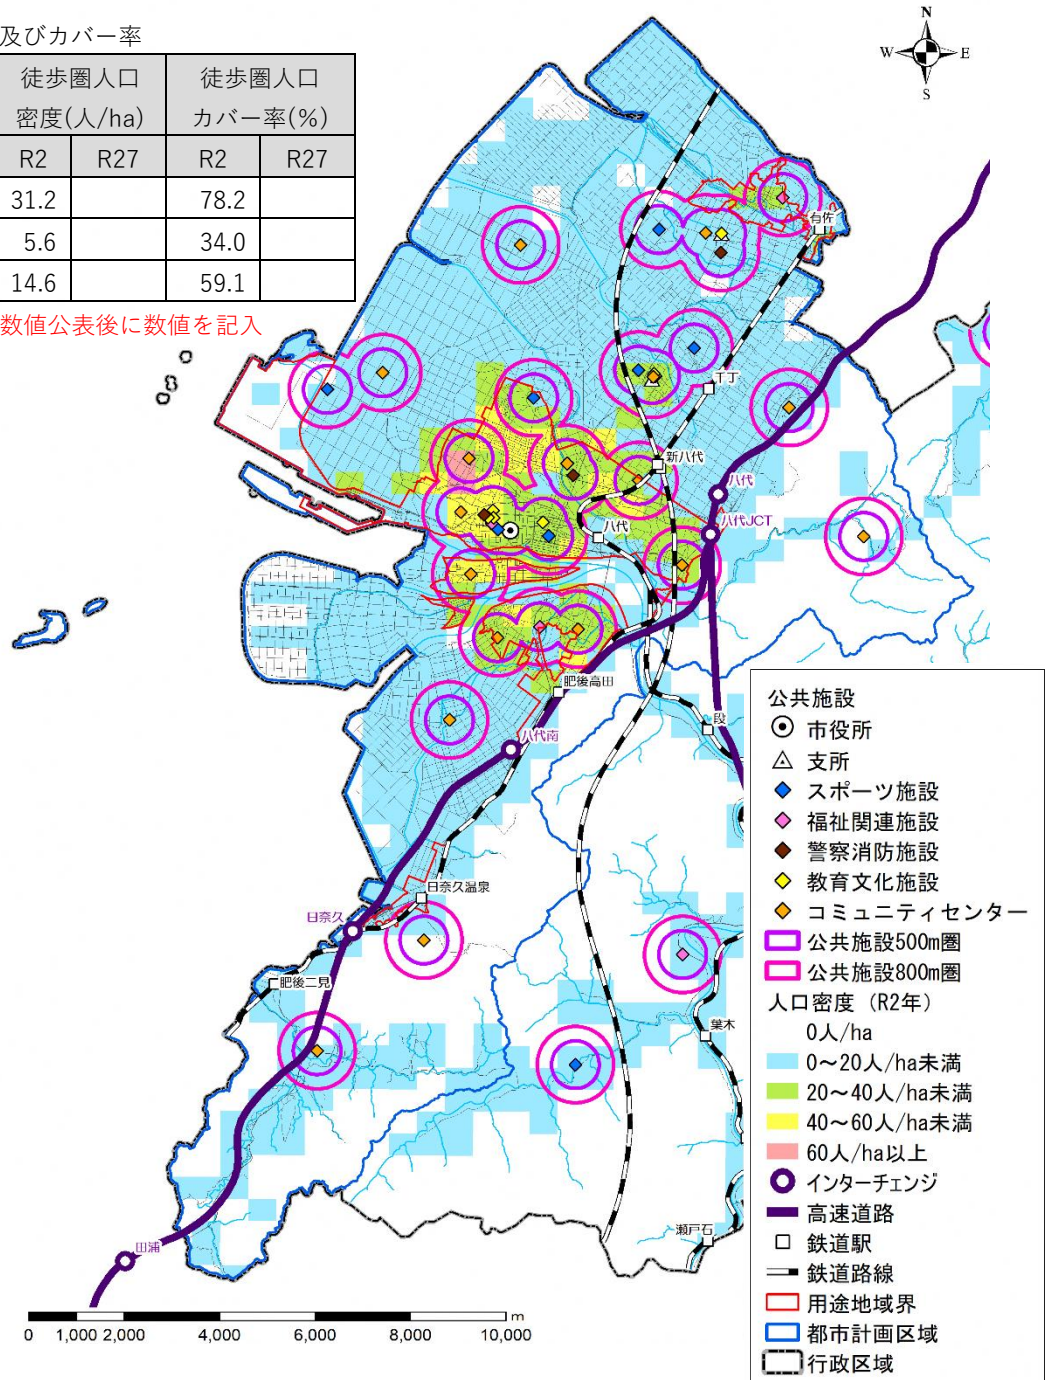 及びカバー率
徒歩圏人口
密度(人/ha)
徒歩圏人口
カバー率(%)
R2 R27 R2 R27
31.2 78.2
5.6 34.0
14.6 59.1
数値公表後に数値を記入
N
W E
S
有佐
千丁
新八代
八代
八代
八代JCT
肥後高田
段
八代南
日奈久温泉
日奈久
肥後二見
葉木
瀬戸石
田浦
公共施設
市役所
支所
スポーツ施設
福祉関連施設
警察消防施設
教育文化施設
コミュニティセンター
公共施設500m圏
公共施設800m圏
人口密度（R2年）
0人/ha
0～20人/ha未満
20～40人/ha未満
40～60人/ha未満
60人/ha以上
インターチェンジ
高速道路
鉄道駅
鉄道路線
用途地域界
都市計画区域
行政区域
m
0 1,000 2,000 4,000 6,000 8,000 10,000